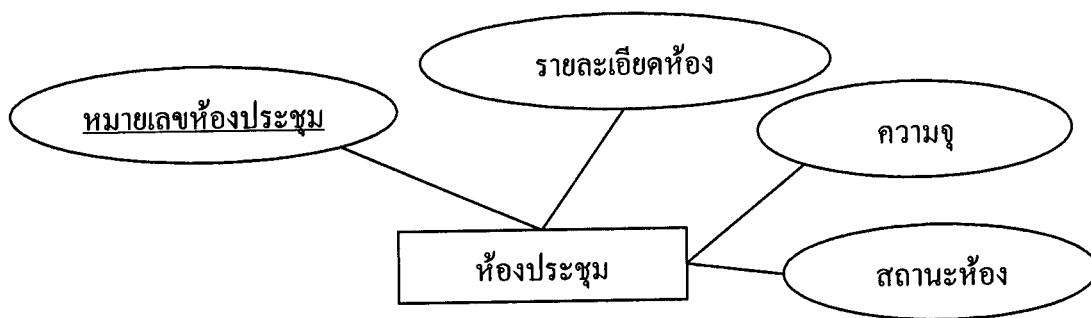 รายละเอียดห้อง
หมายเลขห้องประชุม
ความจุ
ห้องประชุม
สถานะห้อง